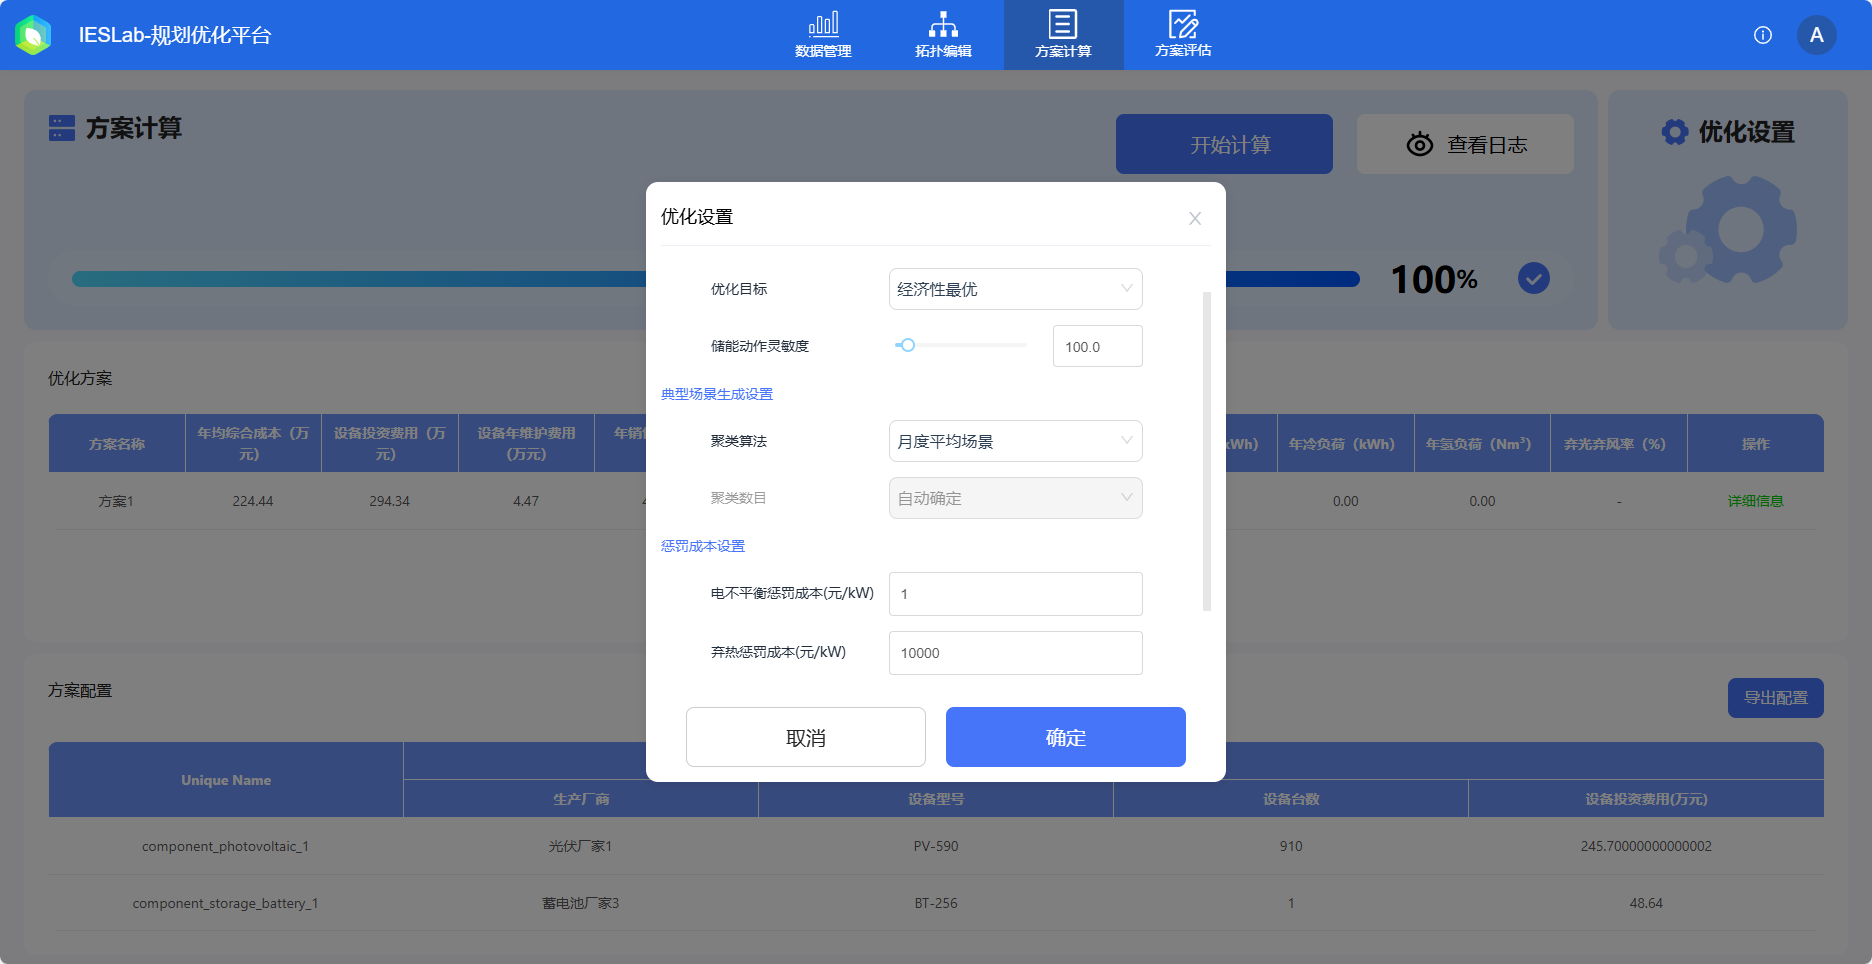 IESLab-规划优化平台
数据管理
拓扑编辑
方案计算
方案评估
A
方案计算
开始计算
查看日志
优化设置
100%
优化设置
优化目标
经济性最优
储能动作灵敏度
100.0
典型场景生成设置
聚类算法
月度平均场景
聚类数目
自动确定
惩罚成本设置
电不平衡惩罚成本(元/kW)
1
弃热惩罚成本(元/kW)
10000
取消
确定
优化方案
方案名称
年均综合成本（万元）
设备投资费用（万元）
设备年维护费用（万元）
年销
kWh)
年冷负荷（kWh）
年氢负荷（Nm³）
弃光弃风率（%）
操作
方案1
224.44
294.34
4.47
0.00
0.00
-
详细信息
方案配置
导出配置
Unique Name
生产厂商
设备型号
设备台数
设备投资费用(万元)
component_photovoltaic_1
光伏厂家1
PV-590
910
245.70000000000002
component_storage_battery_1
蓄电池厂家3
BT-256
1
48.64